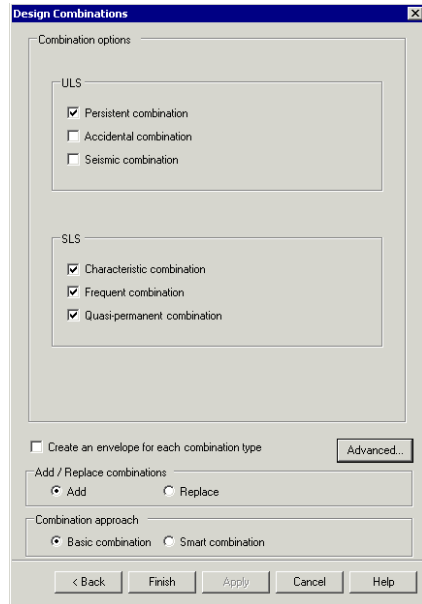 Design Combinations
Combination options
ULS
Persistent combination
Accidental combination
Seismic combination
SLS
Characteristic combination
Frequent combination
Quasi-permanent combination
Create an envelope for each combination type
Advanced...
Add / Replace combinations
Add Replace
Combination approach
Basic combination Smart combination
< Back Finish Apply Cancel Help